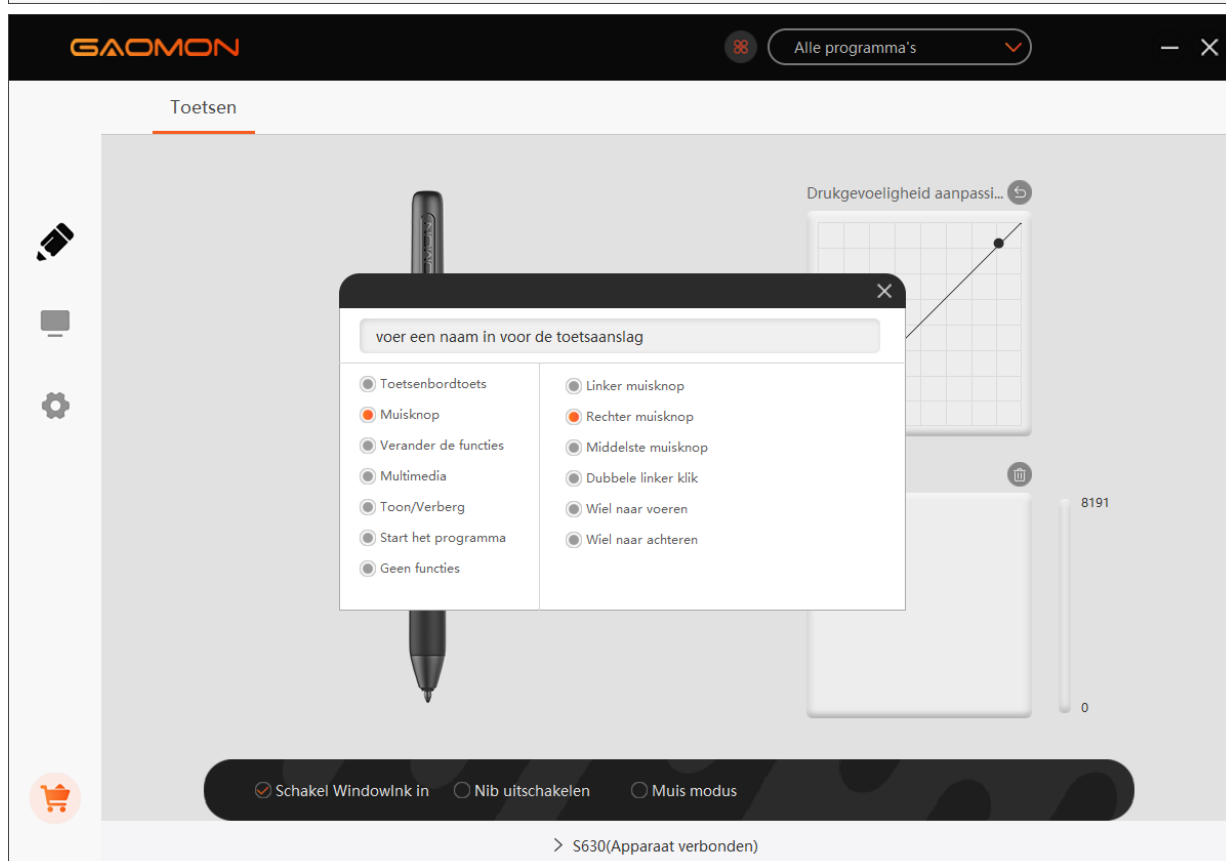 GAOMON
Alle programma's
Toetsen
Drukgevoeligheid aanpassi...
voer een naam in voor de toetsaanslag
Toetsenbordtoets
Muisknop
Verander de functies
Multimedia
Toon/Verberg
Start het programma
Geen functies
Linker muisknop
Rechter muisknop
Middelste muisknop
Dubbele linker klik
Wiel naar voeren
Wiel naar achteren
8191
0
Schakel WindowInk in
Nib uitschakelen
Muis modus
S630(Apparaat verbonden)